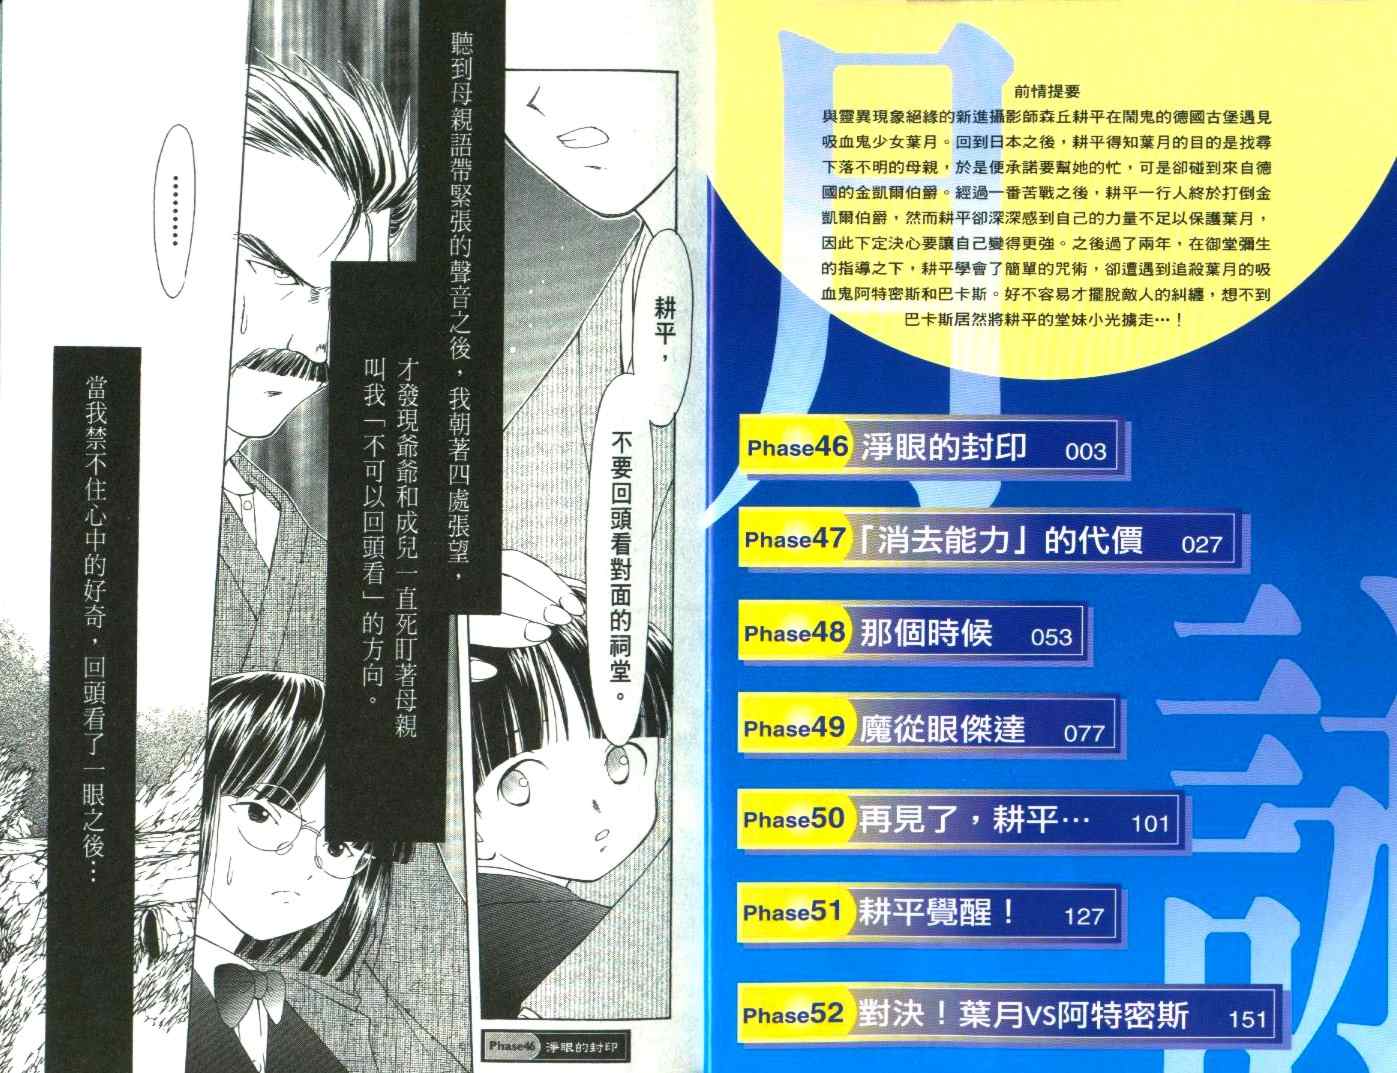 前情提要
與靈異現象絕緣的新進攝影師森丘耕平在鬧鬼的德國古堡遇見
吸血鬼少女葉月。回到日本之後，耕平得知葉月的目的是找尋
下落不明的母親，於是便承諾要幫她的忙，可是卻碰到來自德
國的金凱爾伯爵。經過一番苦戰之後，耕平一行人終於打倒金
凱爾伯爵，然而耕平卻深深感到自己的力量不足以保護葉月，
因此下定決心要讓自己變得更強。之後過了兩年，在御堂彌生
的指導之下，耕平學會了簡單的咒術，卻遭遇到追殺葉月的吸
血鬼阿特密斯和巴卡斯。好不容易才擺脫敵人的糾纏，想不到
巴卡斯居然將耕平的堂妹小光擄走…！
Phase46 淨眼的封印 003
Phase47 「消去能力」的代價 027
Phase48 那個時候 053
Phase49 魔從眼傑達 077
Phase50 再見了，耕平… 101
Phase51 耕平覺醒！ 127
Phase52 對決！葉月VS阿特密斯 151
月
耕平，
不要回頭看對面的祠堂。
聽到母親語帶緊張的聲音之後，我朝著四處張望，
才發現爺爺和成兒一直死盯著母親
叫我「不可以回頭看」的方向。
………
當我禁不住心中的好奇，回頭看了一眼之後…
Phase46 淨眼的封印